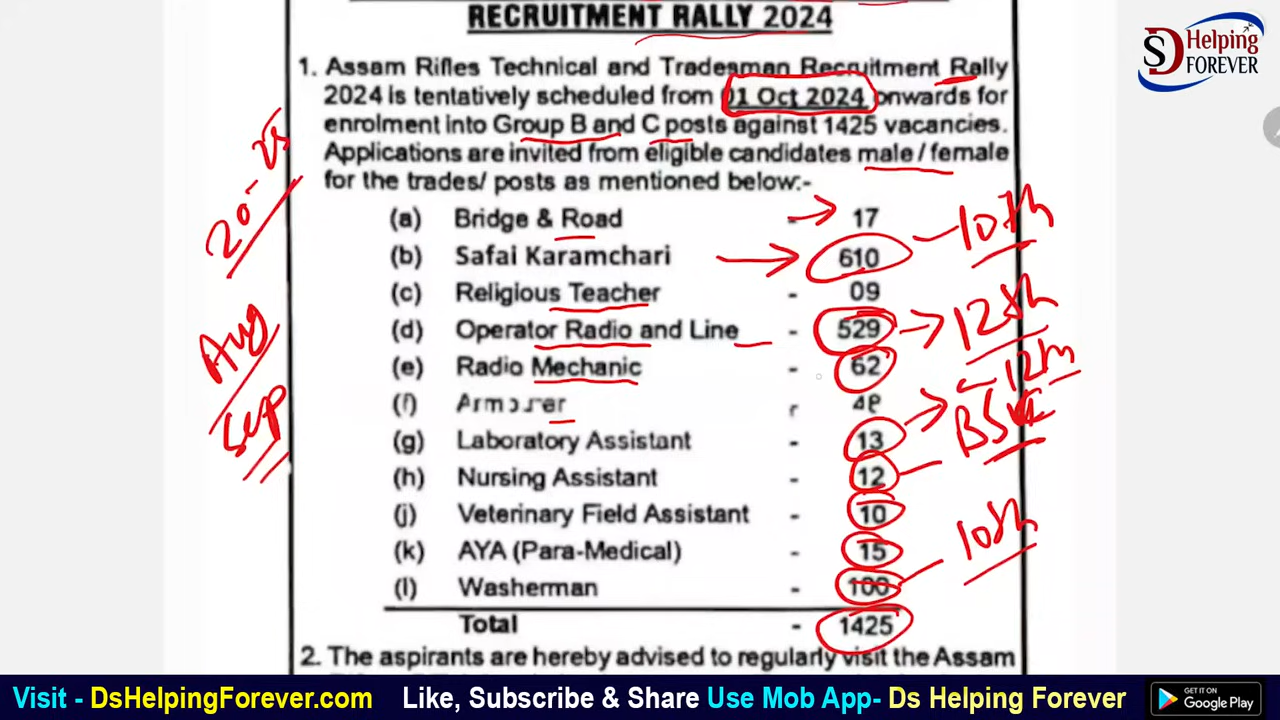 RECRUITMENT RALLY 2024
SD Helping FOREVER
1. Assam Rifles Technical and Tradesman Recruitment Rally
2024 is tentatively scheduled from 01 Oct 2024 onwards for
enrolment into Group B and C posts against 1425 vacancies.
Applications are invited from eligible candidates male / female
for the trades/ posts as mentioned below:-
(a) Bridge & Road - 17
(b) Safai Karamchari 610
10th
(c) Religious Teacher - 09
(d) Operator Radio and Line - 529
12th
(e) Radio Mechanic - 62
12th
(f) Armourer 48
(g) Laboratory Assistant - 13
(h) Nursing Assistant - 12
(j) Veterinary Field Assistant - 10
(k) AYA (Para-Medical) - 15
(l) Washerman - 100
10th
Total - 1425
20-25
Aug
Sep
2. The aspirants are hereby advised to regularly visit the Assam
Visit - DsHelpingForever.com Like, Subscribe & Share Use Mob App- Ds Helping Forever
GET IT ON
Google Play